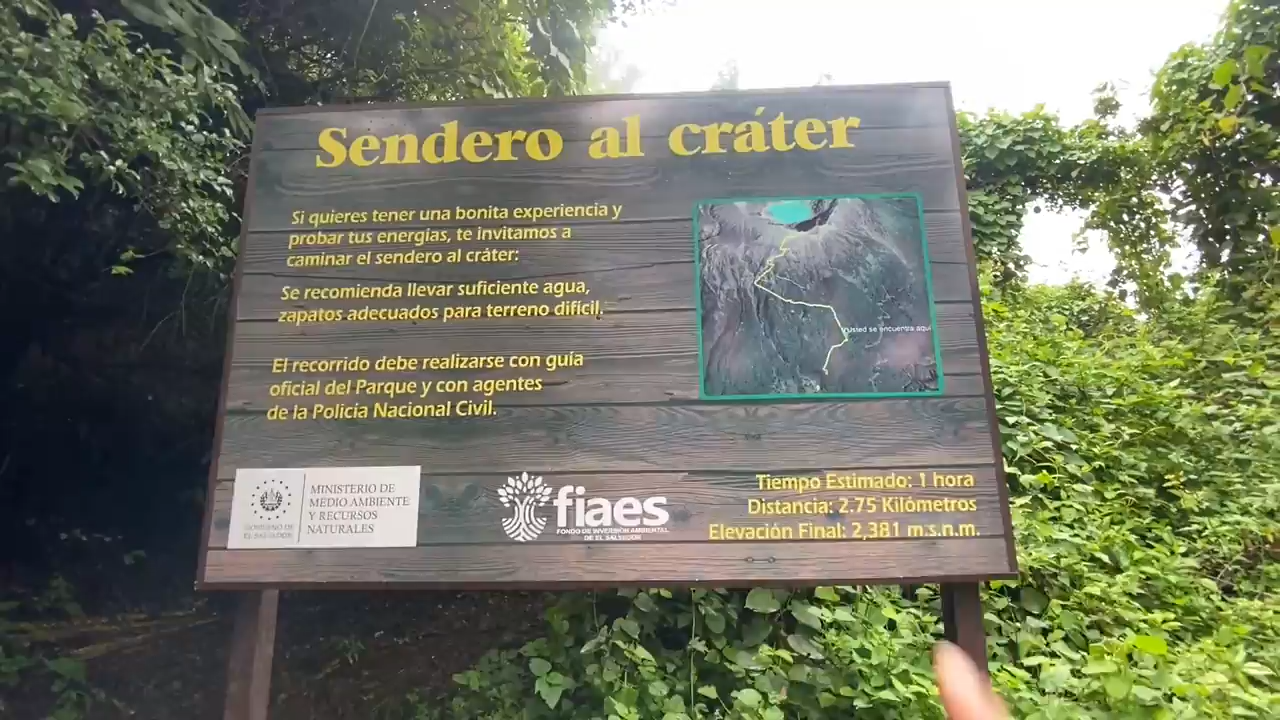 Sendero al cráter
Si quieres tener una bonita experiencia y
probar tus energías, te invitamos a
caminar el sendero al cráter:
Se recomienda llevar suficiente agua,
zapatos adecuados para terreno difícil.
El recorrido debe realizarse con guía
oficial del Parque y con agentes
de la Policía Nacional Civil.
Usted se encuentra aquí
GOBIERNO DE
EL SALVADOR
MINISTERIO DE
MEDIO AMBIENTE
Y RECURSOS
NATURALES
fiaes
FONDO DE INVERSIÓN AMBIENTAL
DE EL SALVADOR
Tiempo Estimado: 1 hora
Distancia: 2.75 Kilómetros
Elevación Final: 2,381 m.s.n.m.